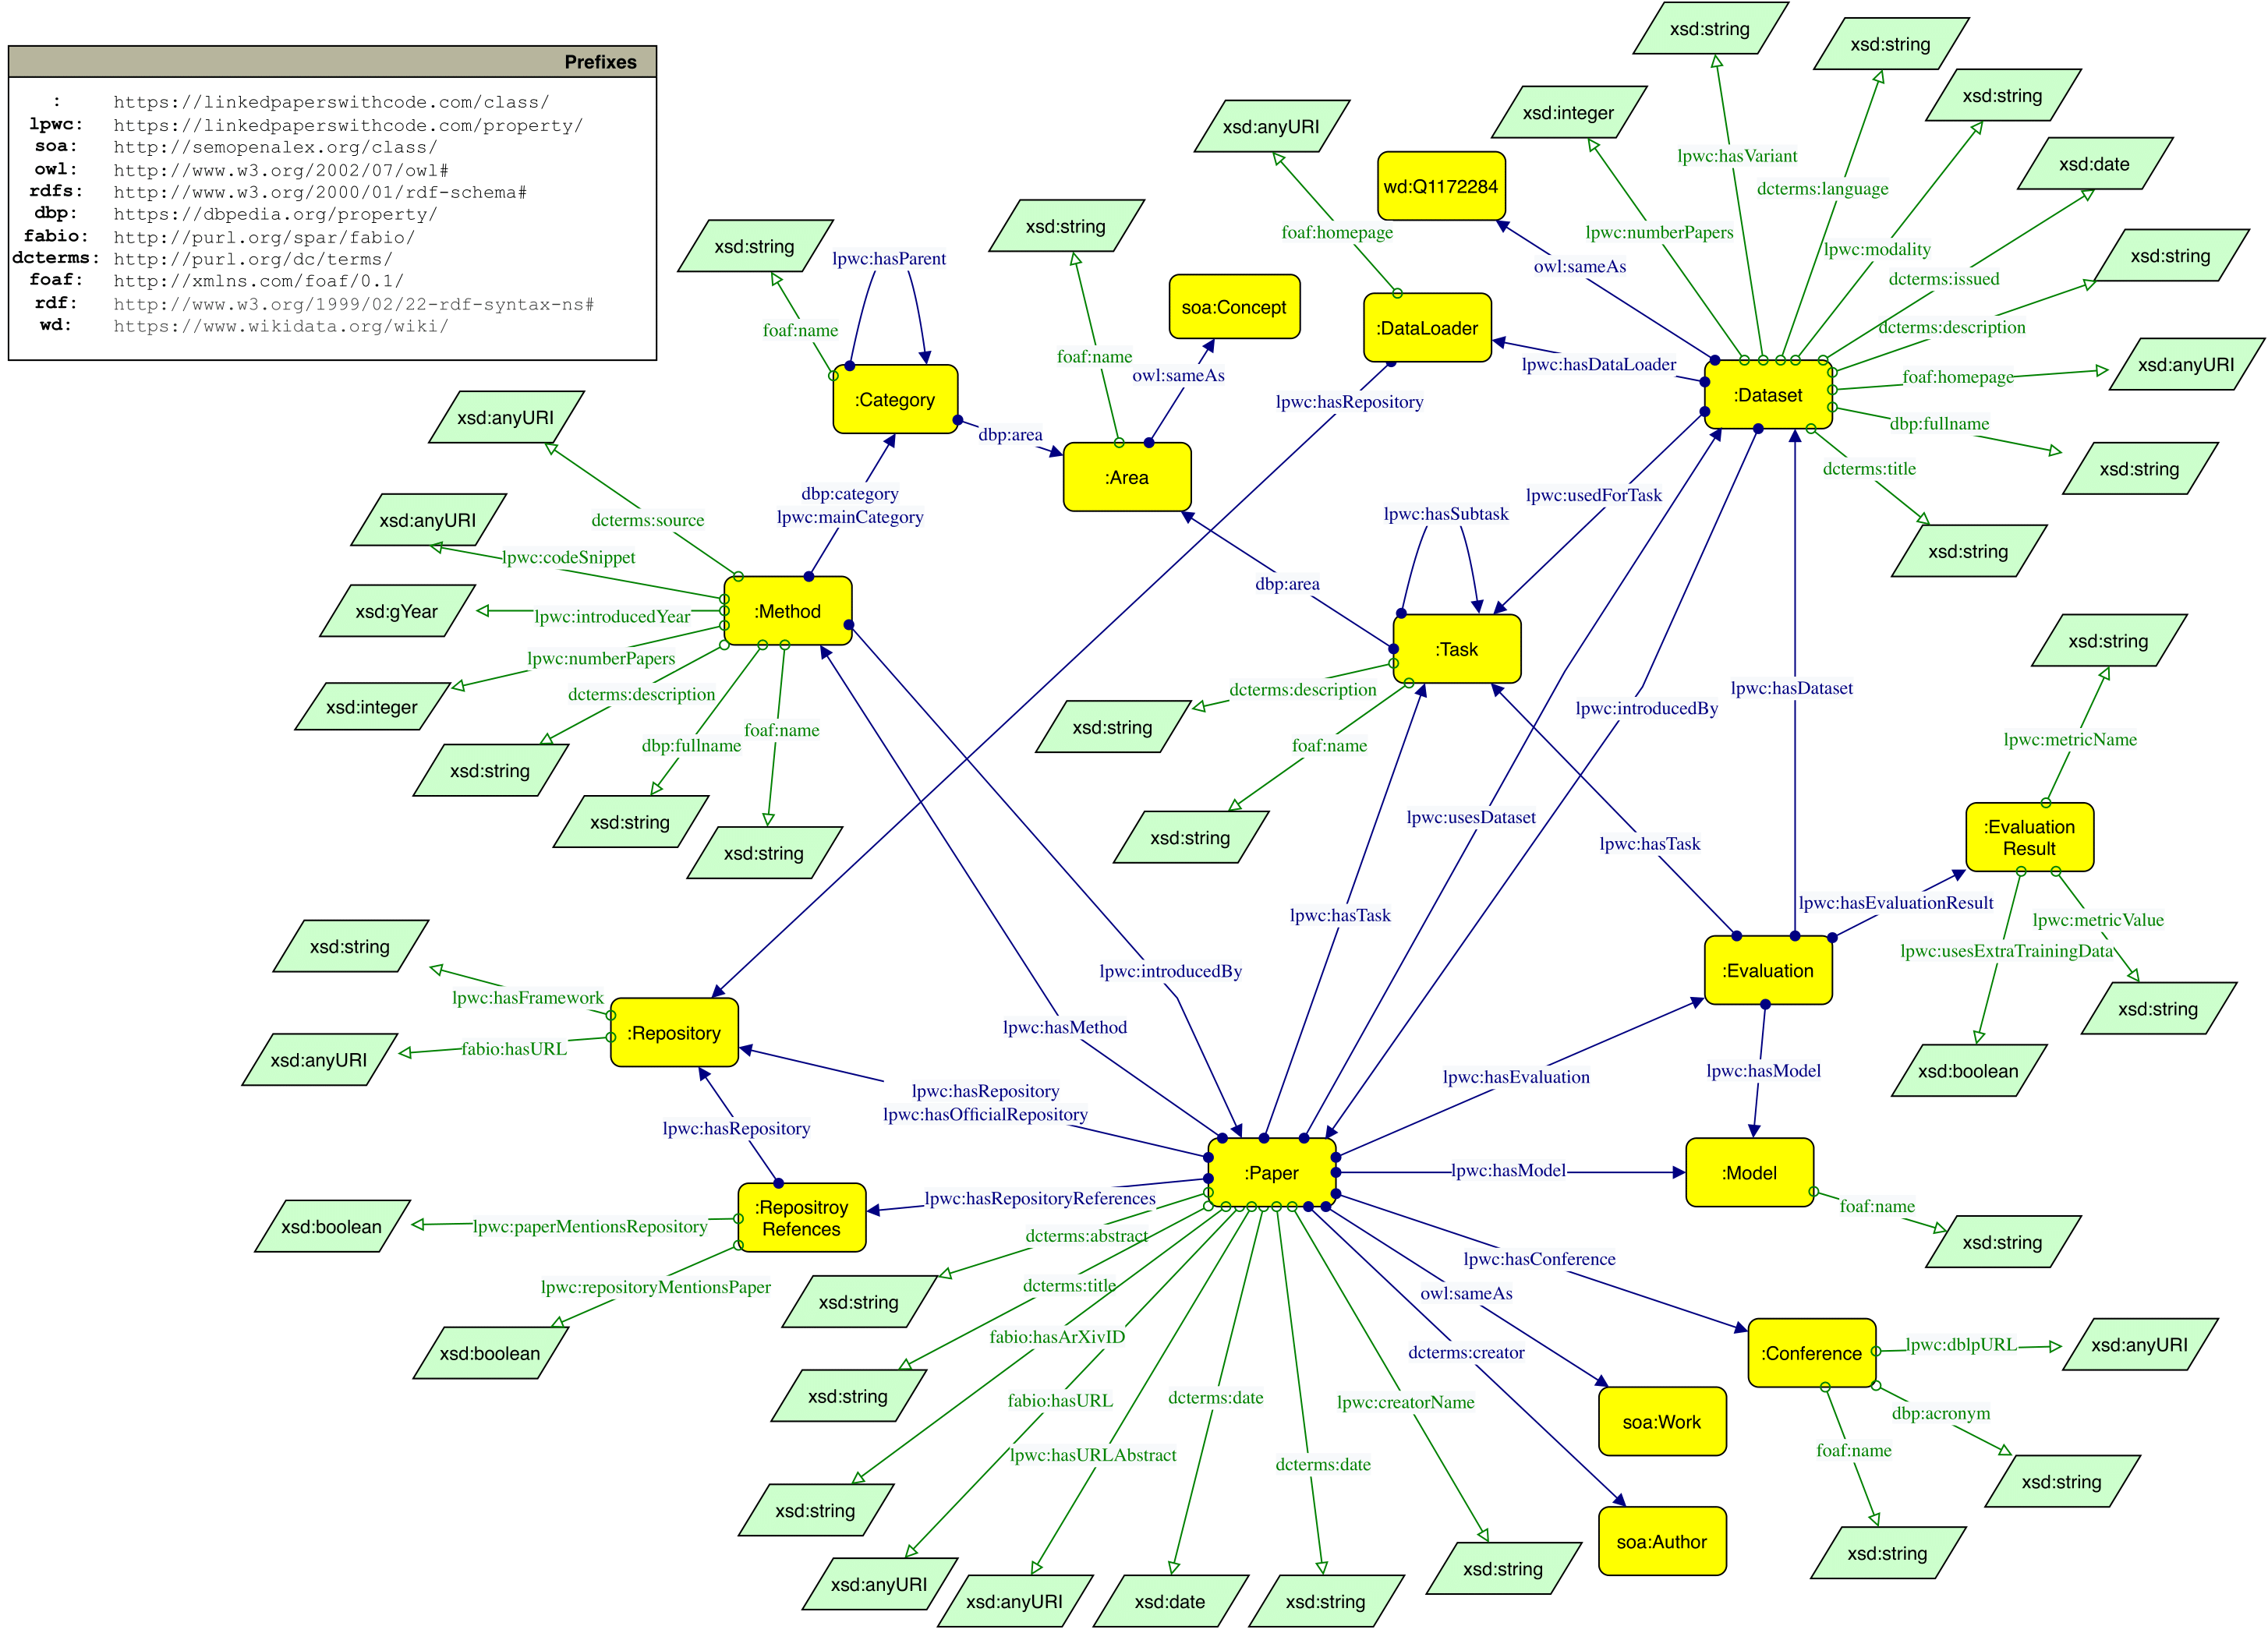 Prefixes
: https://linkedpaperswithcode.com/class/
lpwc: https://linkedpaperswithcode.com/property/
soa: http://semopenalex.org/class/
owl: http://www.w3.org/2002/07/owl#
rdfs: http://www.w3.org/2000/01/rdf-schema#
dbp: https://dbpedia.org/property/
fabio: http://purl.org/spar/fabio/
dcterms: http://purl.org/dc/terms/
foaf: http://xmlns.com/foaf/0.1/
rdf: http://www.w3.org/1999/02/22-rdf-syntax-ns#
wd: https://www.wikidata.org/wiki/
xsd:string
xsd:string
xsd:string
xsd:integer
xsd:anyURI
lpwc:hasVariant
xsd:date
wd:Q1172284
dcterms:language
xsd:string
xsd:string
foaf:homepage
lpwc:numberPapers
xsd:string
lpwc:hasParent
lpwc:modality
xsd:string
owl:sameAs
dcterms:issued
soa:Concept
foaf:name
:DataLoader
dcterms:description
foaf:name
lpwc:hasDataLoader
xsd:anyURI
owl:sameAs
foaf:homepage
:Category
lpwc:hasRepository
:Dataset
xsd:anyURI
dbp:area
dbp:fullname
:Area
dcterms:title
xsd:string
dbp:category
lpwc:mainCategory
lpwc:usedForTask
xsd:anyURI
dcterms:source
lpwc:hasSubtask
xsd:string
lpwc:codeSnippet
dbp:area
xsd:gYear
lpwc:introducedYear
:Method
:Task
xsd:string
lpwc:numberPapers
dcterms:description
dcterms:description
lpwc:hasDataset
xsd:integer
lpwc:introducedBy
xsd:string
foaf:name
dbp:fullname
foaf:name
lpwc:metricName
xsd:string
xsd:string
lpwc:usesDataset
:Evaluation
Result
xsd:string
xsd:string
lpwc:hasTask
lpwc:hasEvaluationResult
lpwc:hasTask
lpwc:metricValue
xsd:string
lpwc:usesExtraTrainingData
lpwc:introducedBy
:Evaluation
lpwc:hasFramework
xsd:string
lpwc:hasMethod
:Repository
fabio:hasURL
xsd:anyURI
lpwc:hasModel
xsd:boolean
lpwc:hasEvaluation
lpwc:hasRepository
lpwc:hasOfficialRepository
lpwc:hasRepository
:Paper
lpwc:hasModel
:Model
lpwc:hasRepositoryReferences
foaf:name
:Repositroy
Refences
xsd:boolean
lpwc:paperMentionsRepository
dcterms:abstract
xsd:string
lpwc:hasConference
lpwc:repositoryMentionsPaper
dcterms:title
owl:sameAs
xsd:string
fabio:hasArXivID
lpwc:dblpURL
xsd:anyURI
xsd:boolean
dcterms:creator
:Conference
xsd:string
fabio:hasURL
dcterms:date
lpwc:creatorName
dbp:acronym
soa:Work
foaf:name
lpwc:hasURLAbstract
dcterms:date
xsd:string
xsd:string
soa:Author
xsd:string
xsd:string
xsd:anyURI
xsd:anyURI
xsd:date
xsd:string